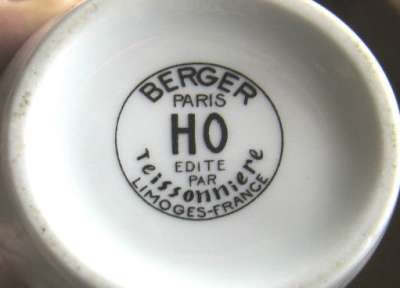 BERGER
PARIS
HO
EDITE
PAR
Teissonniere
LIMOGES-FRANCE